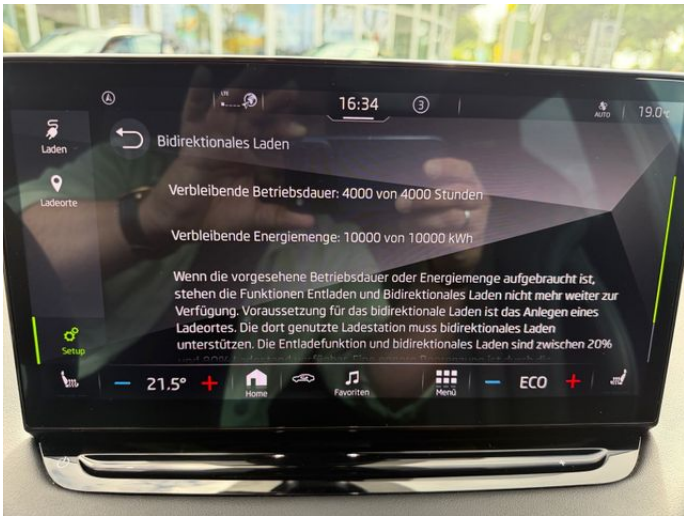 LTE
16:34
3
AUTO
19.0
Laden
Bidirektionales Laden
Ladeorte
Verbleibende Betriebsdauer: 4000 von 4000 Stunden
Verbleibende Energiemenge: 10000 von 10000 kWh
Wenn die vorgesehene Betriebsdauer oder Energiemenge aufgebraucht ist,
stehen die Funktionen Entladen und Bidirektionales Laden nicht mehr weiter zur
Verfügung. Voraussetzung für das bidirektionale Laden ist das Anlegen eines
Ladeortes. Die dort genutzte Ladestation muss bidirektionales Laden
unterstützen. Die Entladefunktion und bidirektionales Laden sind zwischen 20%
Setup
21.5°
Home
Favoriten
Menü
ECO